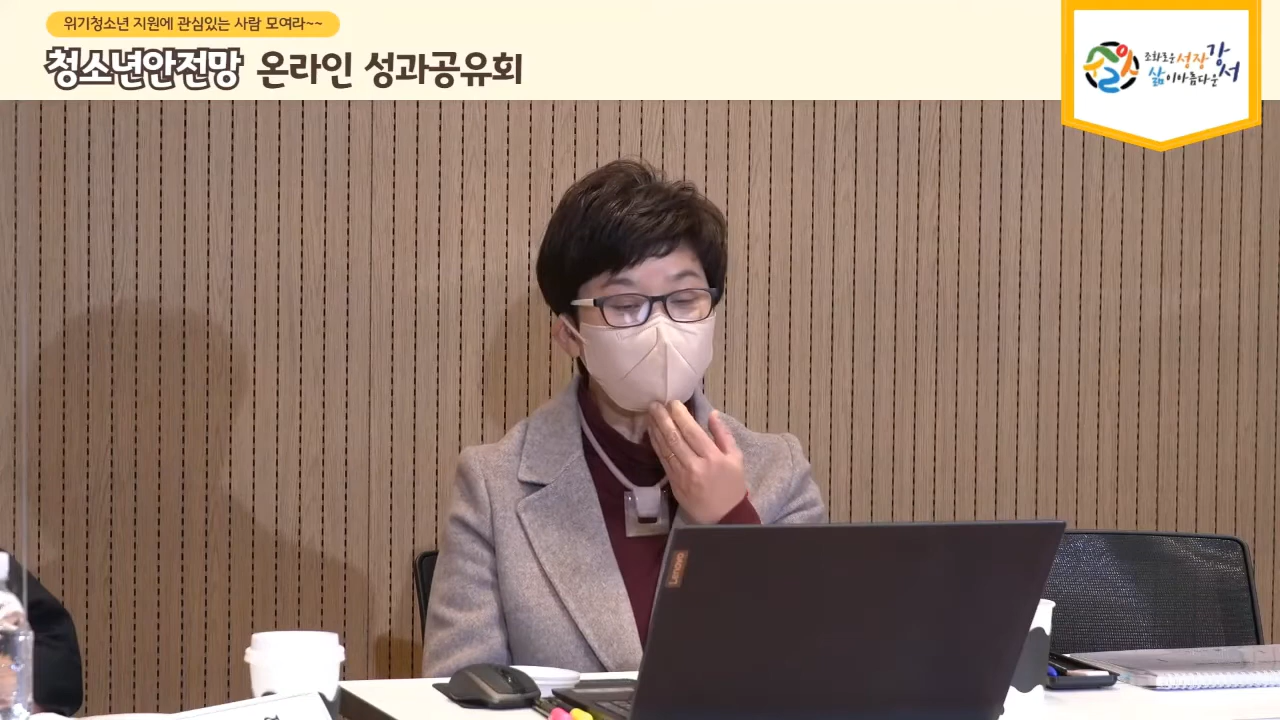 위기청소년 지원에 관심있는 사람 모여라~~
청소년안전망 온라인 성과공유회
조화로운 성장 강서
삶이아름다운
Lenovo